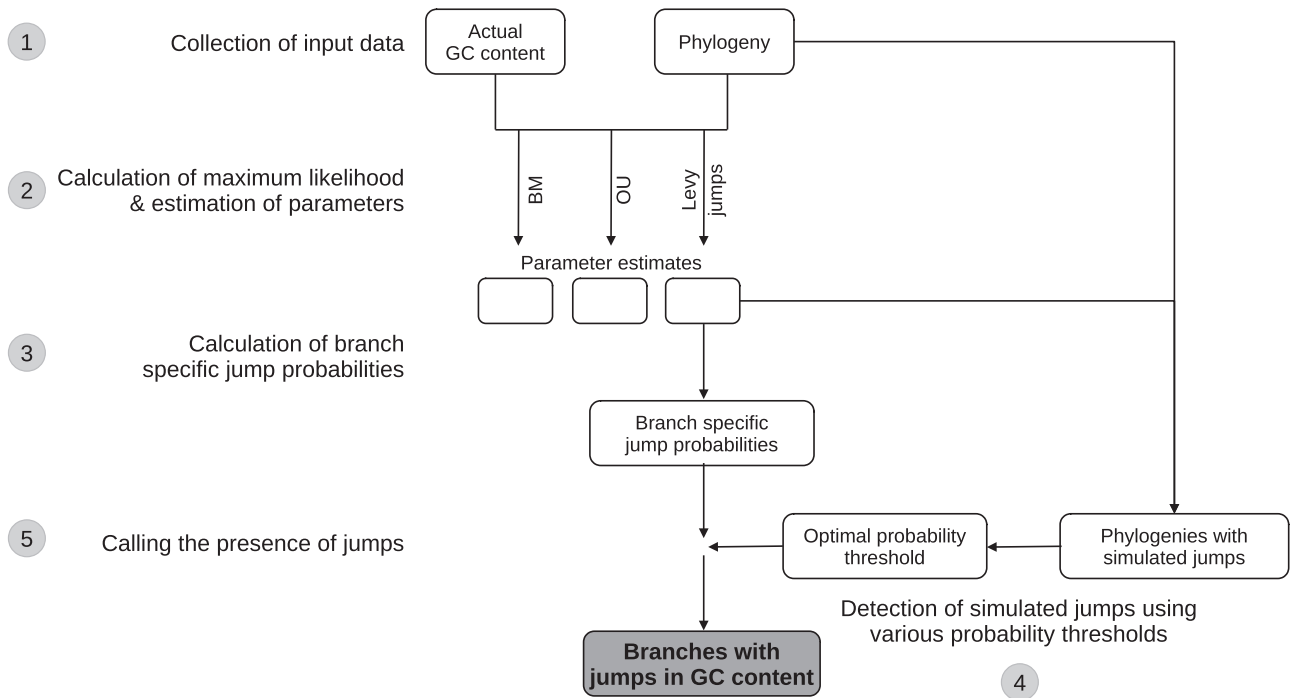 1
Collection of input data
Actual
GC content
Phylogeny
2
Calculation of maximum likelihood
& estimation of parameters
BM
OU
Levy
jumps
Parameter estimates
3
Calculation of branch
specific jump probabilities
Branch specific
jump probabilities
5
Calling the presence of jumps
Optimal probability
threshold
Phylogenies with
simulated jumps
Detection of simulated jumps using
various probability thresholds
4
Branches with
jumps in GC content